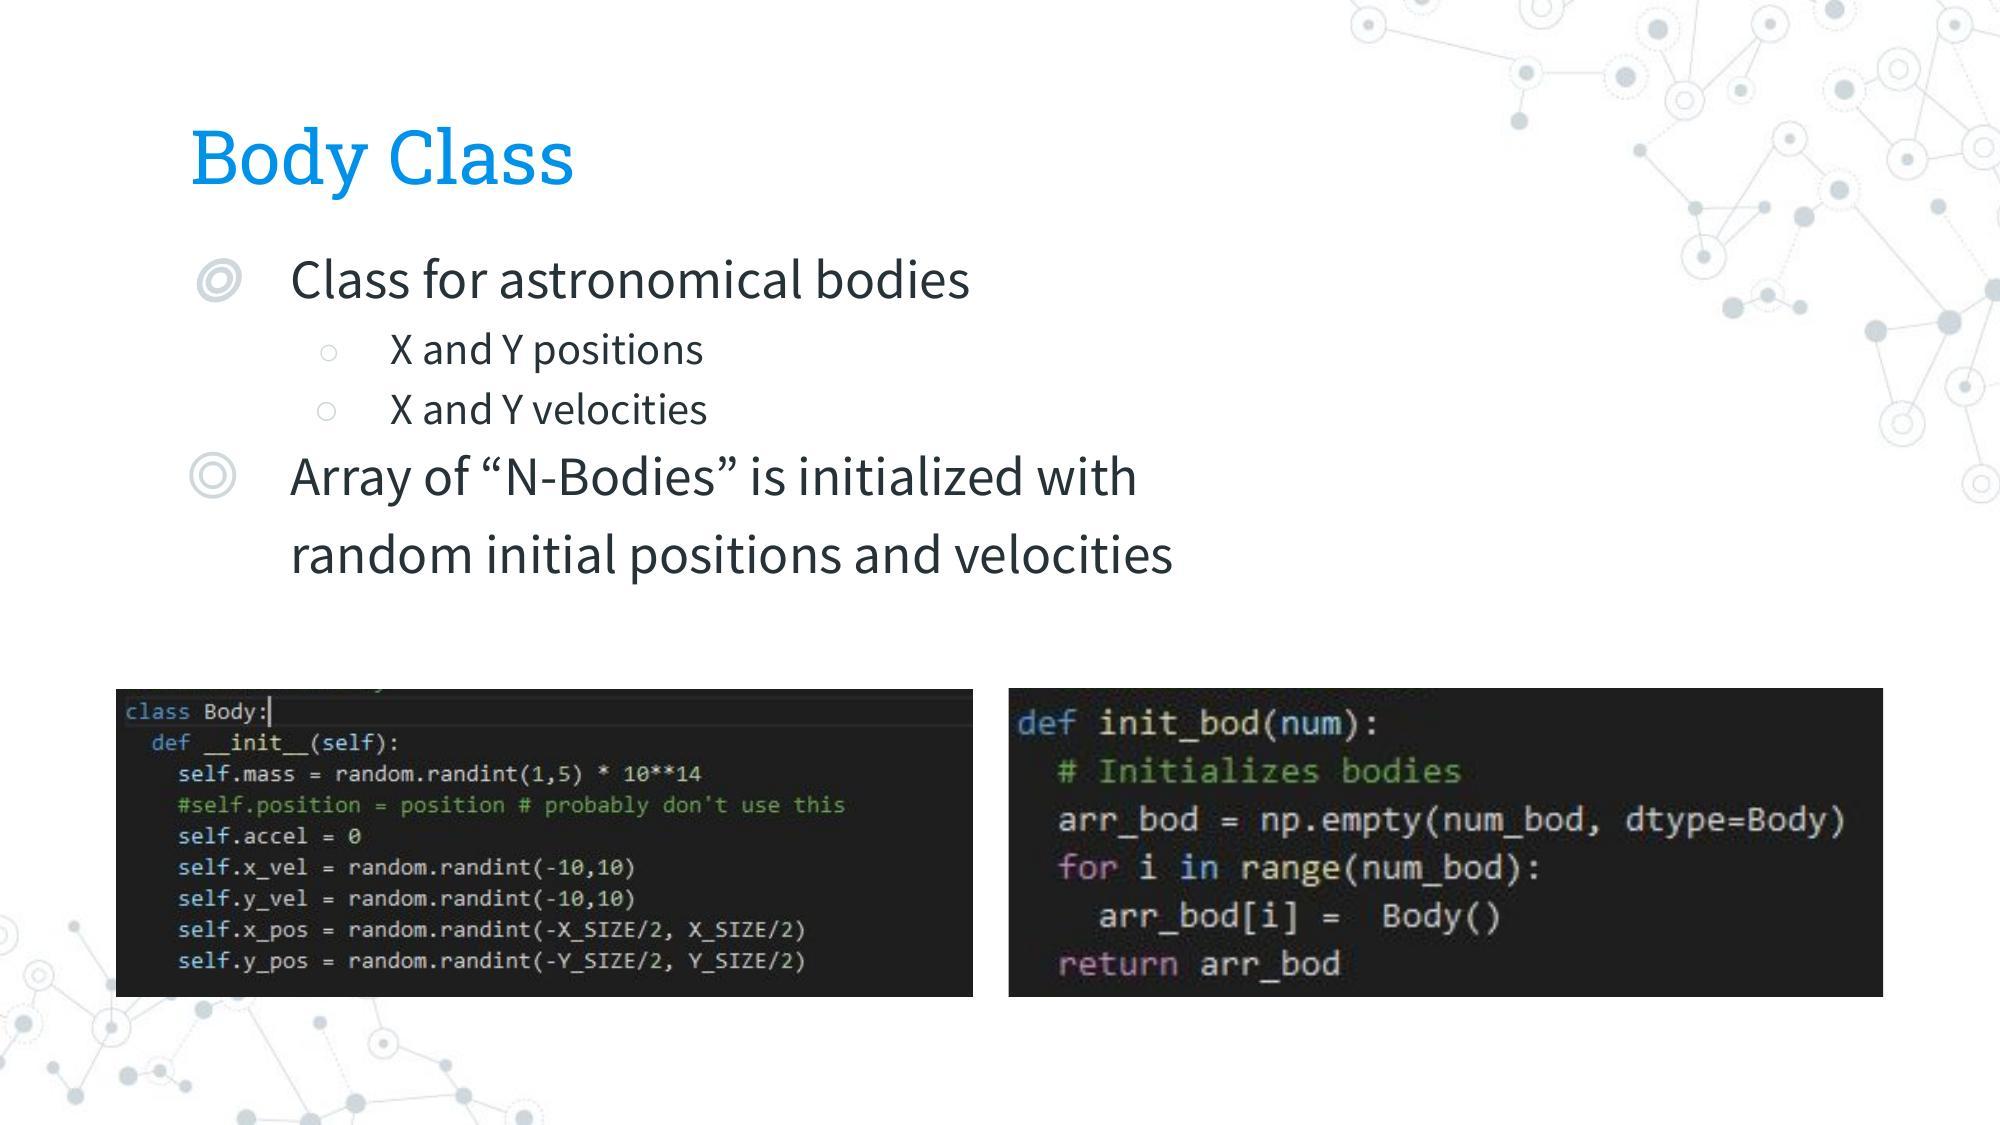 Body Class
Class for astronomical bodies
X and Y positions
X and Y velocities
Array of “N-Bodies” is initialized with
random initial positions and velocities
class Body:
  def __init__(self):
    self.mass = random.randint(1,5) * 10**14
    #self.position = position # probably don't use this
    self.accel = 0
    self.x_vel = random.randint(-10,10)
    self.y_vel = random.randint(-10,10)
    self.x_pos = random.randint(-X_SIZE/2, X_SIZE/2)
    self.y_pos = random.randint(-Y_SIZE/2, Y_SIZE/2)
def init_bod(num):
  # Initializes bodies
  arr_bod = np.empty(num_bod, dtype=Body)
  for i in range(num_bod):
    arr_bod[i] =  Body()
  return arr_bod